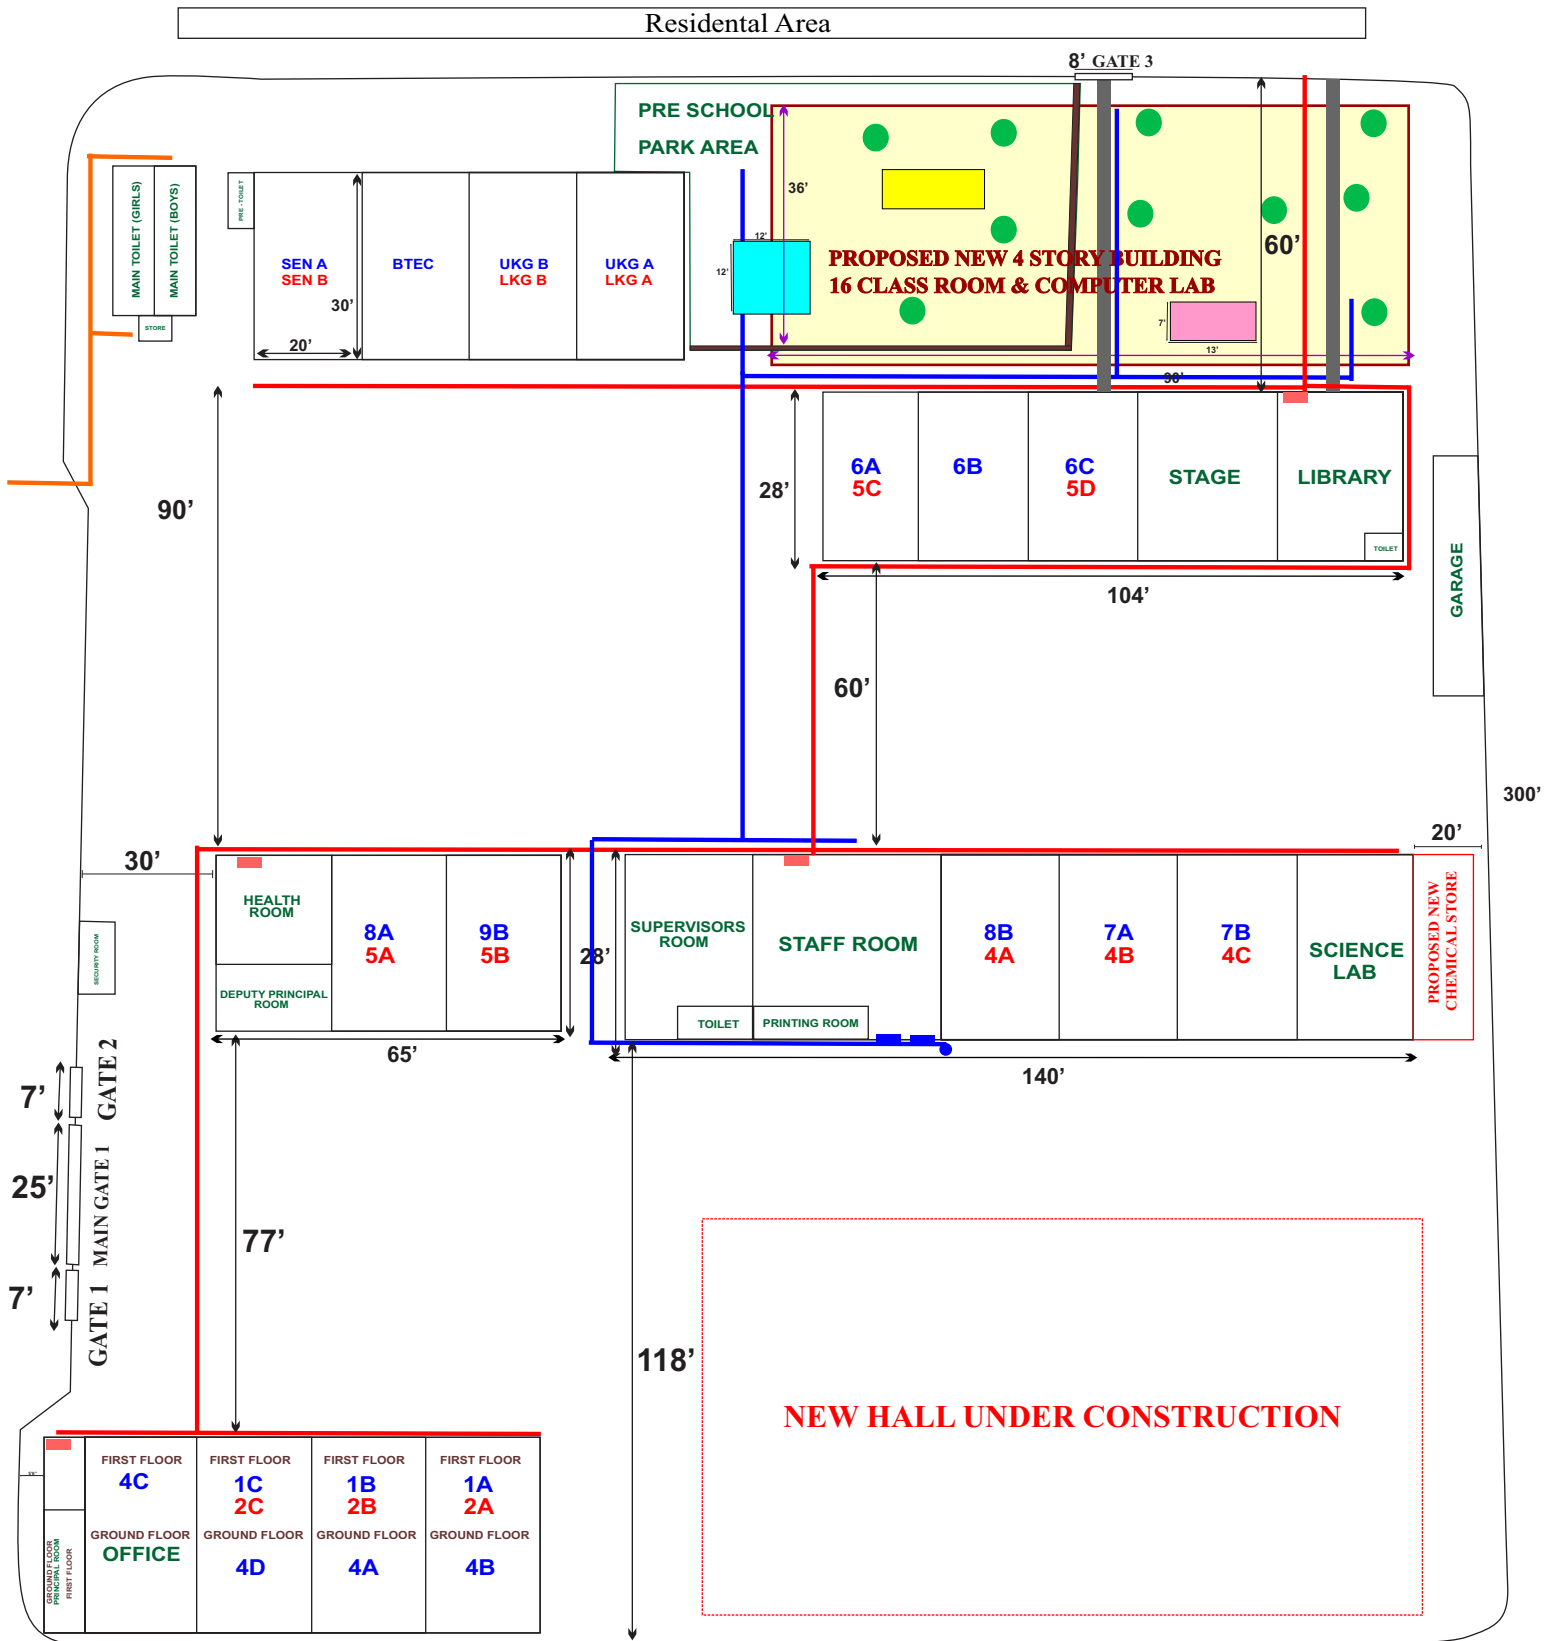 Residental Area
8’ GATE 3
PRE SCHOOL
PARK AREA
36’
60’
12’
12’
PROPOSED NEW 4 STORY BUILDING
16 CLASS ROOM & COMPUTER LAB
7’
13’
90’
MAIN TOILET (GIRLS)
MAIN TOILET (BOYS)
STORE
PRE - TOILET
SEN A
SEN B
30’
20’
BTEC
UKG B
LKG B
UKG A
LKG A
90’
28’
6A
5C
6B
6C
5D
STAGE
LIBRARY
TOILET
104’
GARAGE
60’
300’
20’
30’
SECURITY ROOM
HEALTH
ROOM
DEPUTY PRINCIPAL
ROOM
8A
5A
9B
5B
28’
65’
SUPERVISORS
ROOM
TOILET
STAFF ROOM
PRINTING ROOM
8B
4A
7A
4B
7B
4C
SCIENCE
LAB
PROPOSED NEW
CHEMICAL STORE
140’
7’
GATE 2
25’
MAIN GATE 1
7’
GATE 1
77’
118’
NEW HALL UNDER CONSTRUCTION
FIRST FLOOR
4C
GROUND FLOOR
OFFICE
FIRST FLOOR
1C
2C
GROUND FLOOR
4D
FIRST FLOOR
1B
2B
GROUND FLOOR
4A
FIRST FLOOR
1A
2A
GROUND FLOOR
4B
GROUND FLOOR
PRINCIPAL ROOM
FIRST FLOOR